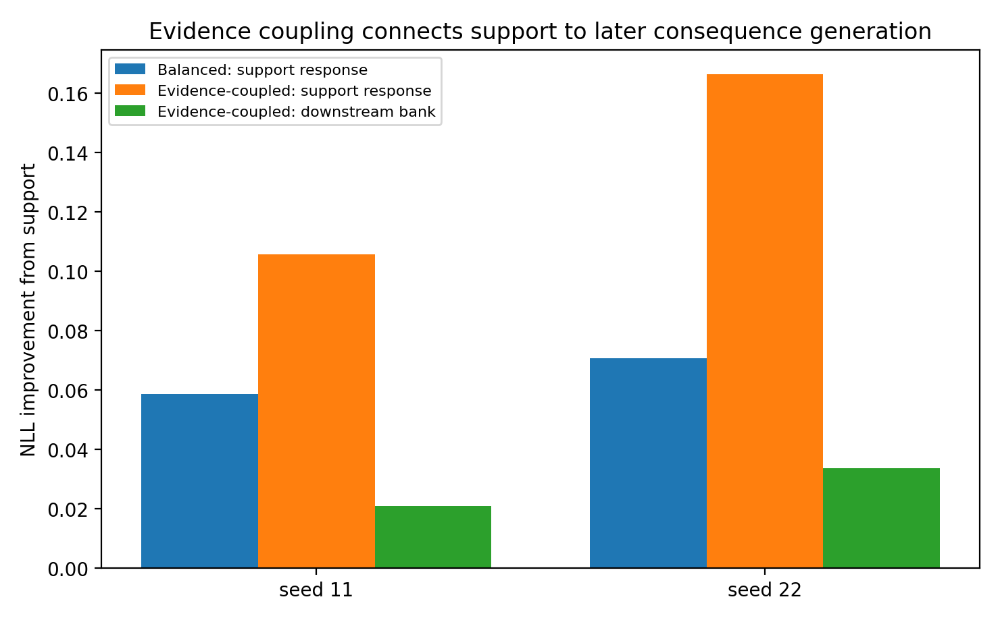 Evidence coupling connects support to later consequence generation
Balanced: support response
Evidence-coupled: support response
Evidence-coupled: downstream bank
NLL improvement from support
0.16
0.14
0.12
0.10
0.08
0.06
0.04
0.02
0.00
seed 11
seed 22